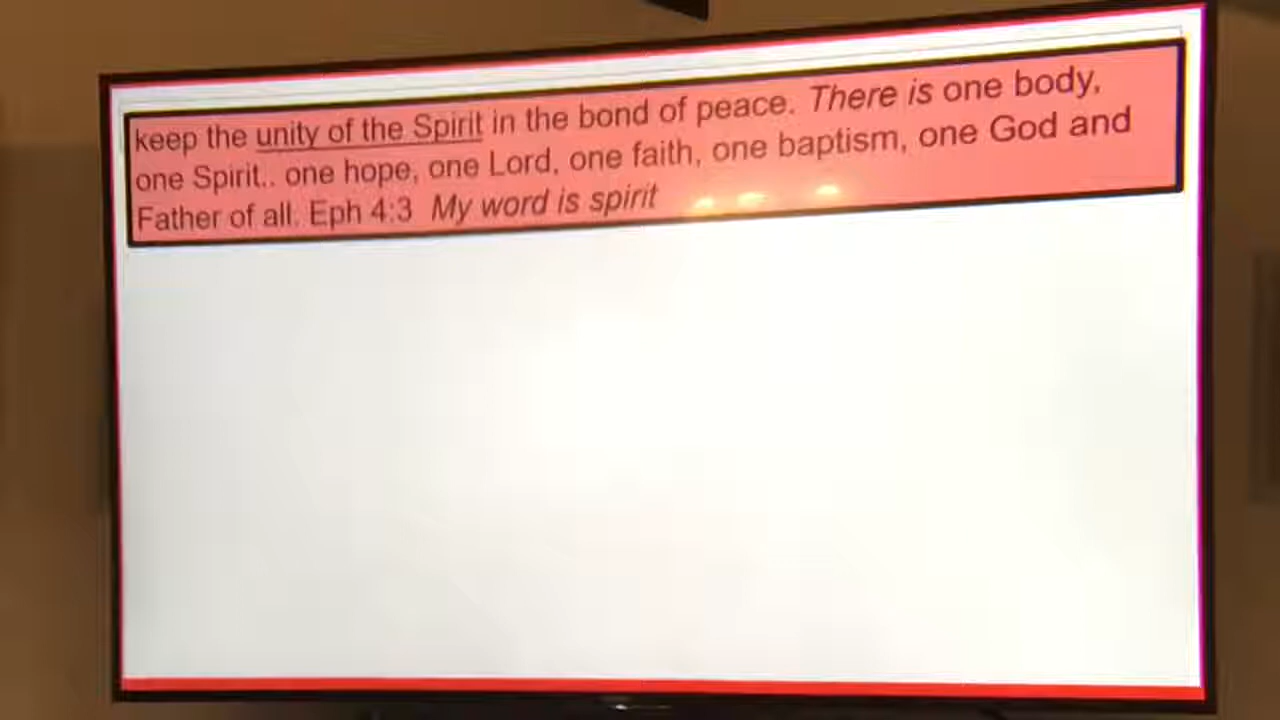 keep the unity of the Spirit in the bond of peace. There is one body,
one Spirit.. one hope, one Lord, one faith, one baptism, one God and
Father of all. Eph 4:3 My word is spirit